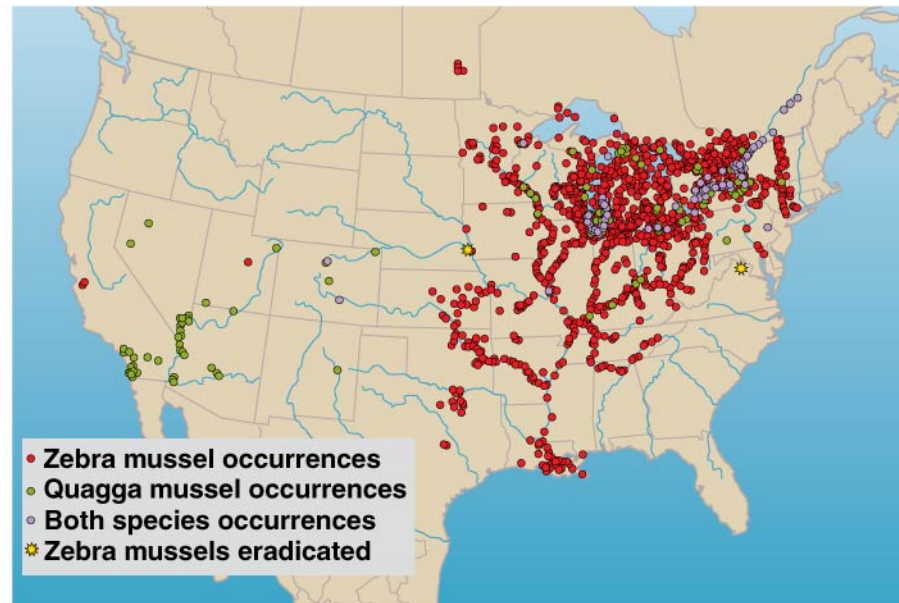 Zebra mussel occurrences
Quagga mussel occurrences
Both species occurrences
Zebra mussels eradicated